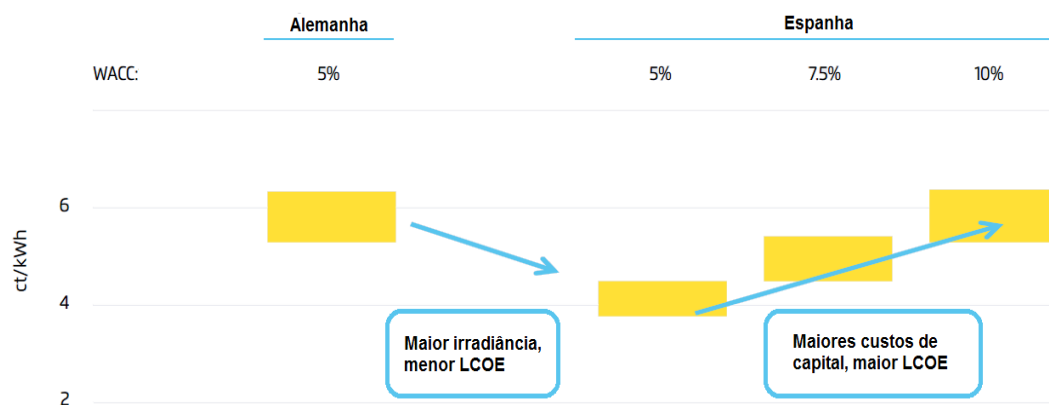 Alemanha
Espanha
WACC: 5% 5% 7.5% 10%
6
ct/kWh
4
Maior irradiância,
menor LCOE
Maiores custos de
capital, maior LCOE
2